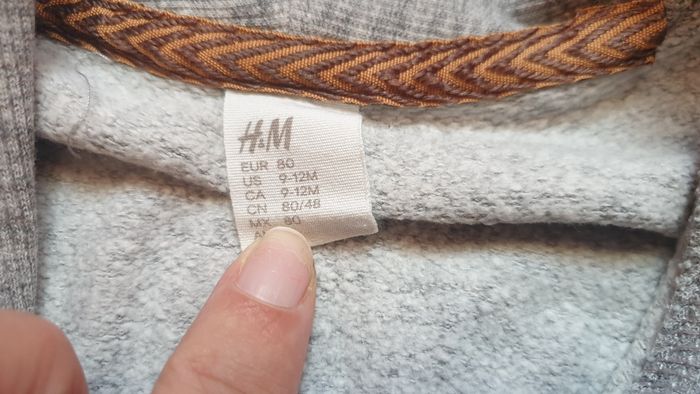 H&M
EUR 80
US 9-12M
CA 9-12M
CN 80/48
MX 80